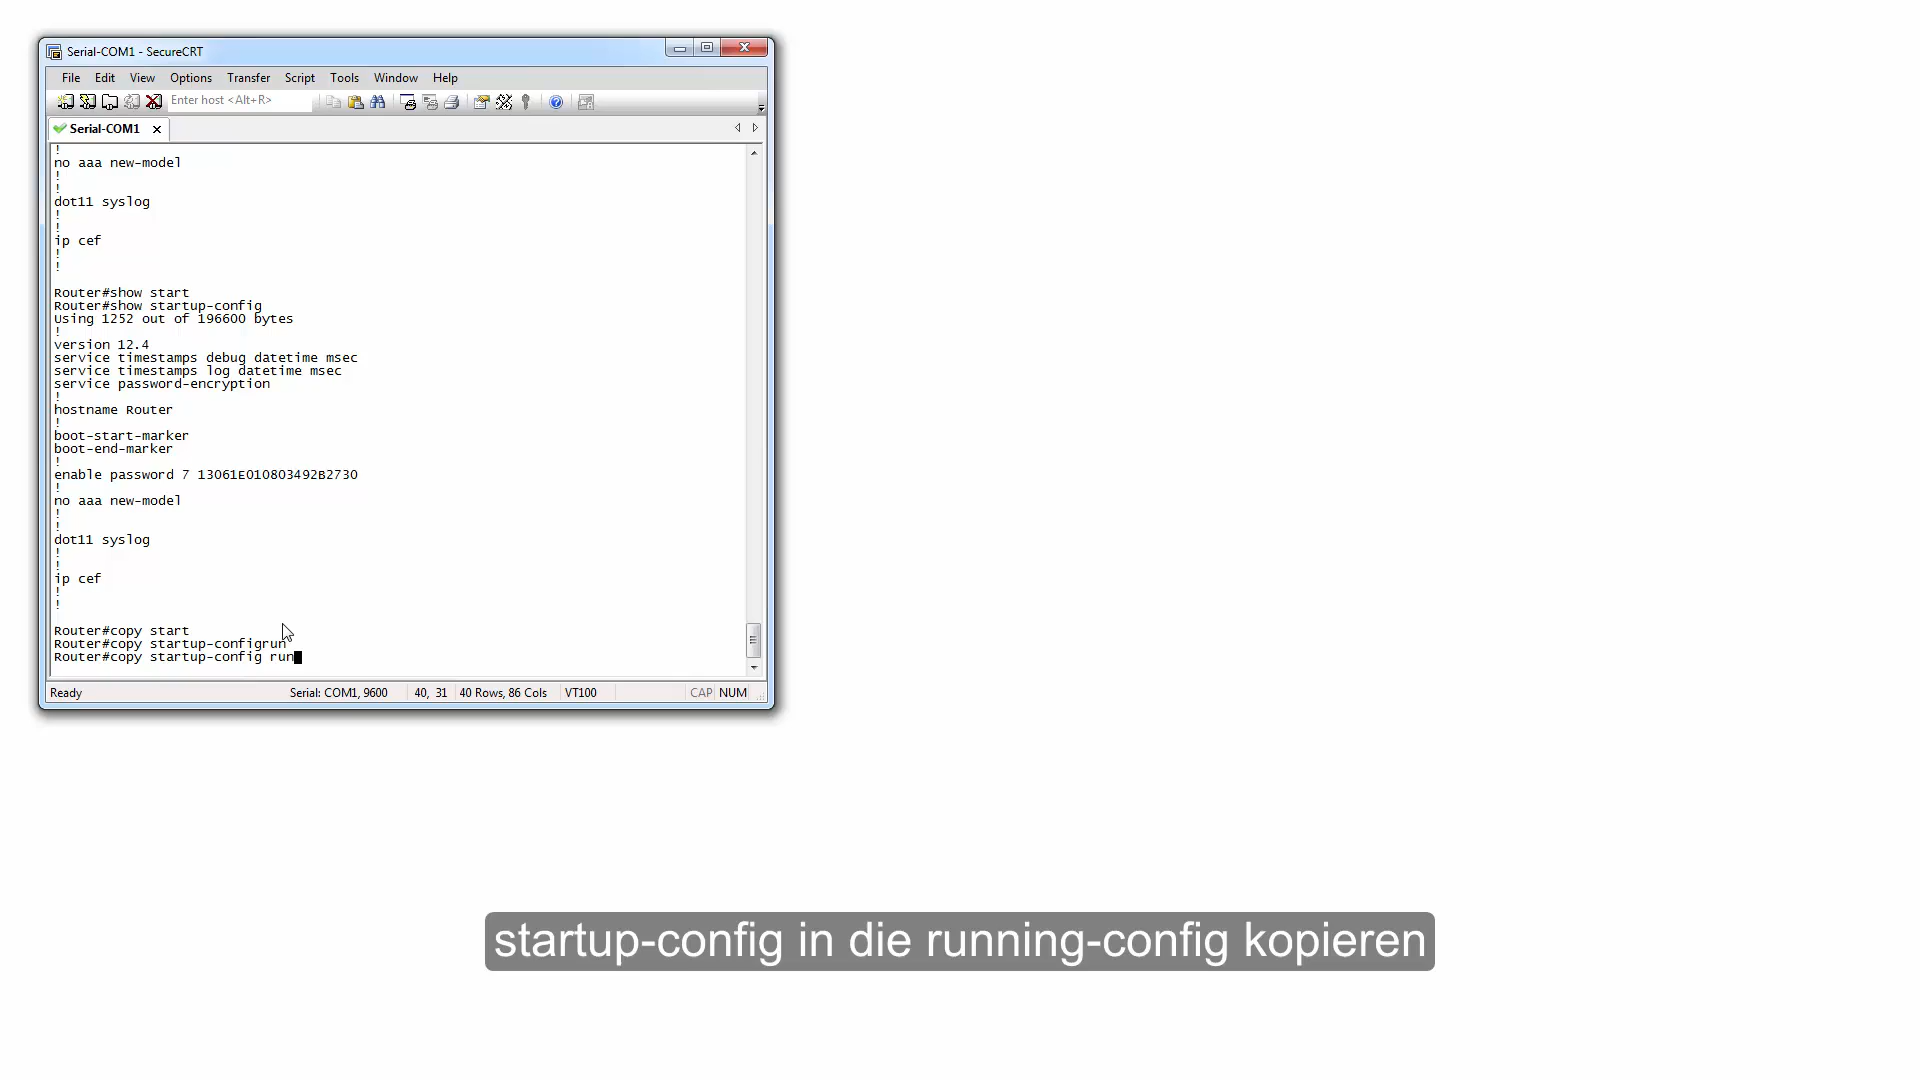 Serial-COM1 - SecureCRT
File Edit View Options Transfer Script Tools Window Help
Enter host <Alt+R>
Serial-COM1
!
no aaa new-model
!
!
dot11 syslog
!
!
ip cef
!
!
Router#show start
Router#show startup-config
Using 1252 out of 196600 bytes
!
version 12.4
service timestamps debug datetime msec
service timestamps log datetime msec
service password-encryption
!
hostname Router
!
boot-start-marker
boot-end-marker
!
enable password 7 13061E010803492B2730
!
no aaa new-model
!
!
dot11 syslog
!
!
ip cef
!
!
Router#copy start
Router#copy startup-configrun
Router#copy startup-config run
Ready Serial: COM1, 9600 40, 31 40 Rows, 86 Cols VT100 CAP NUM
startup-config in die running-config kopieren